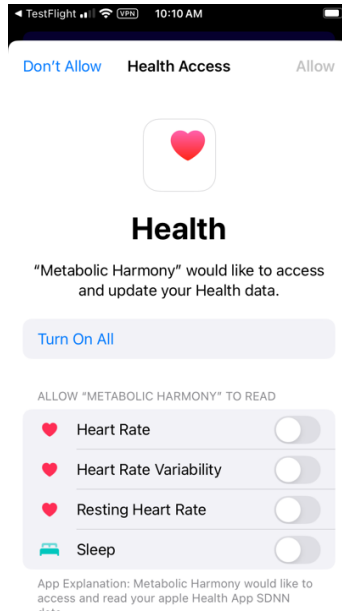 TestFlight VPN 10:10 AM
Don't Allow Health Access Allow
Health
“Metabolic Harmony” would like to access
and update your Health data.
Turn On All
ALLOW “METABOLIC HARMONY” TO READ
Heart Rate
Heart Rate Variability
Resting Heart Rate
Sleep
App Explanation: Metabolic Harmony would like to
access and read your apple Health App SDNN